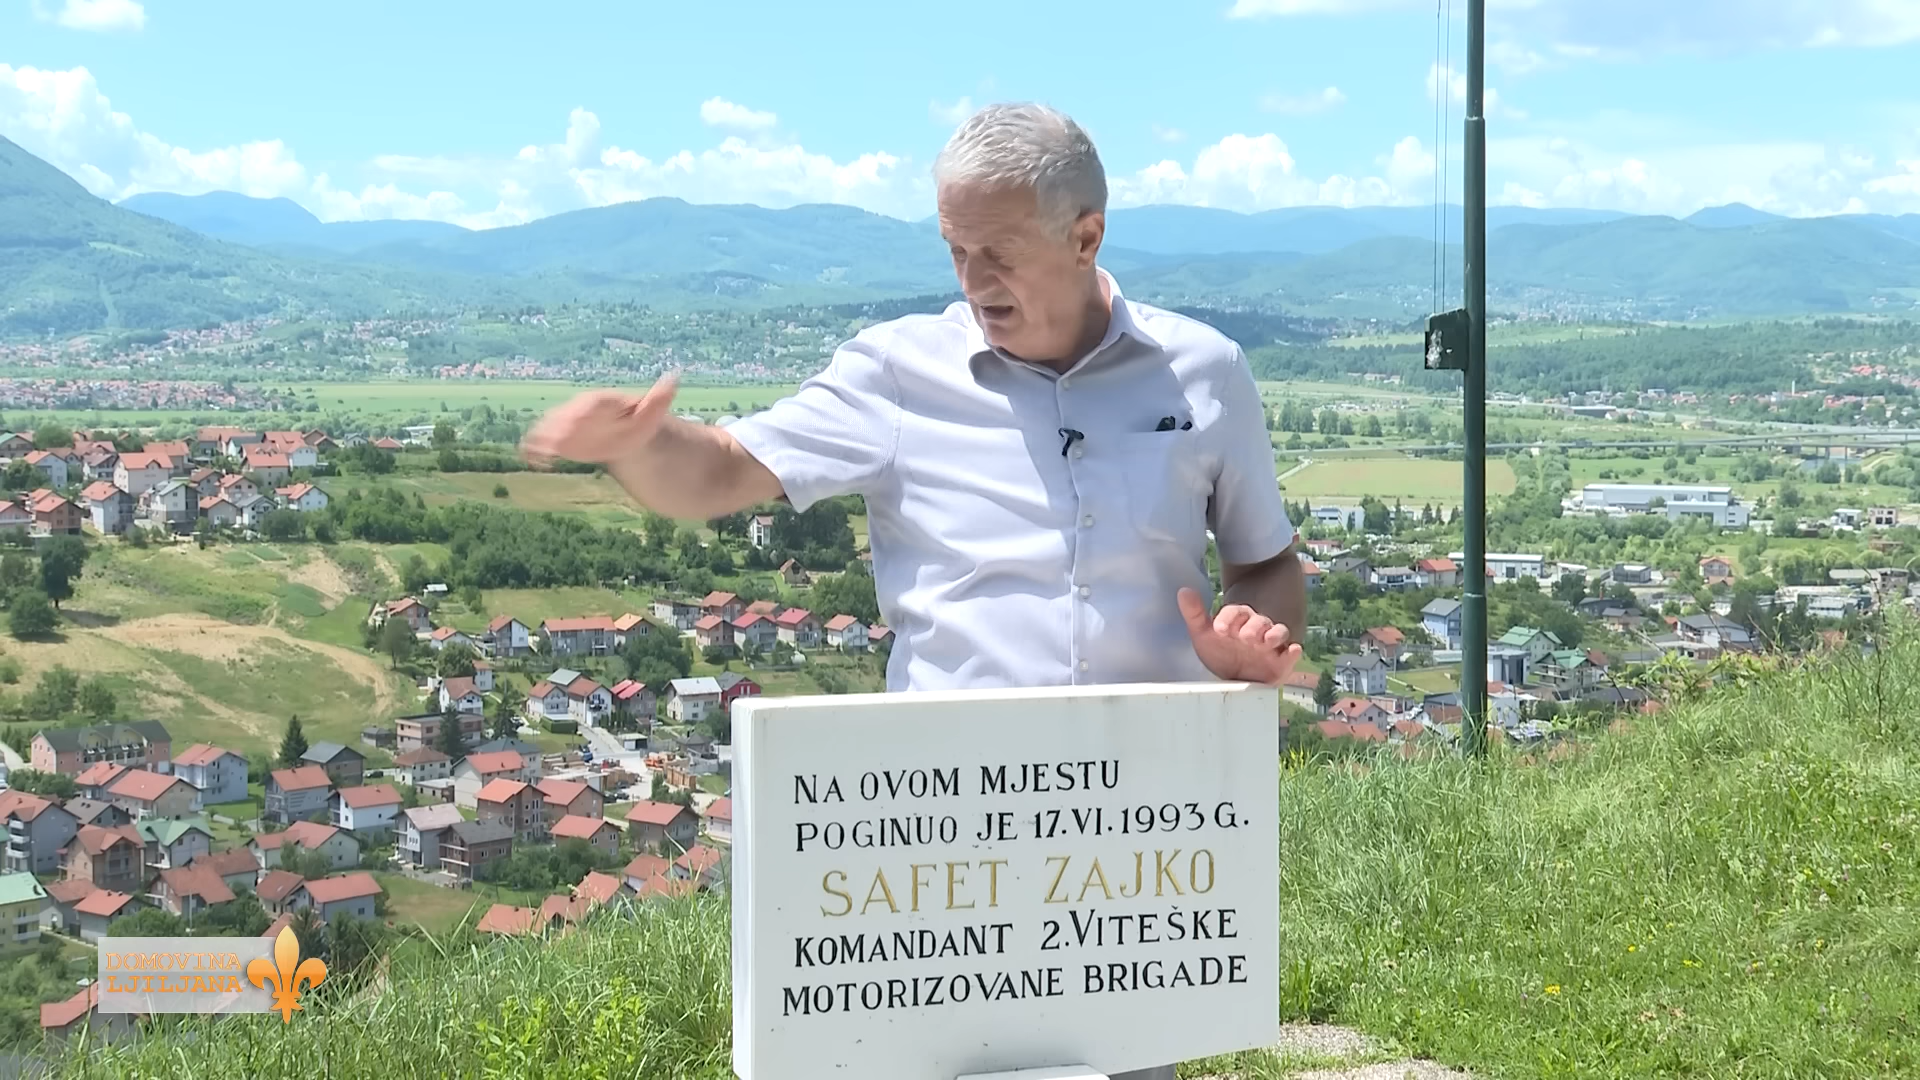 NA OVOM MJESTU
POGINUO JE 17.VI.1993 G.
SAFET ZAJKO
KOMANDANT 2.VITEŠKE
MOTORIZOVANE BRIGADE
DOMOVINA
LJILJANA